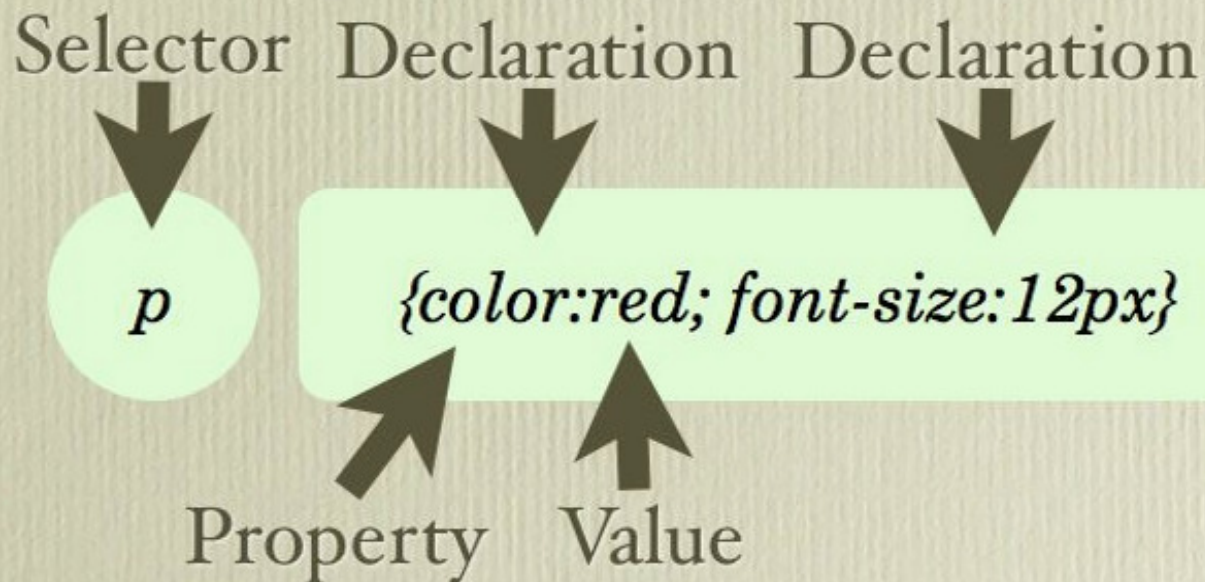 Selector Declaration Declaration
p {color:red; font-size:12px}
Property Value